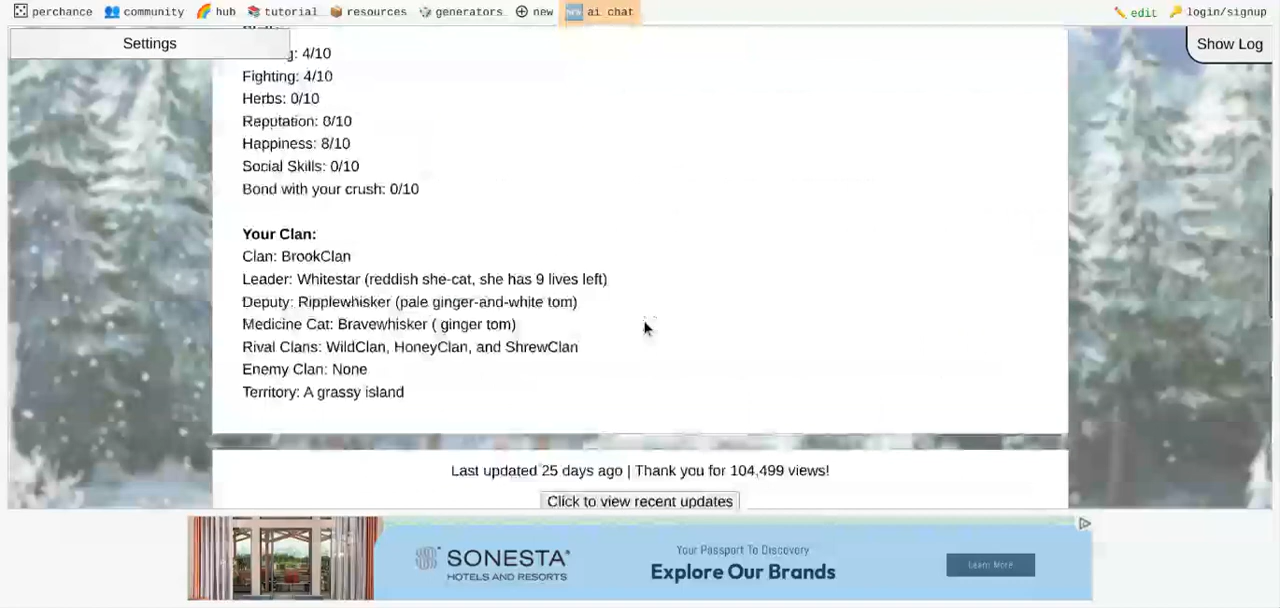 perchance community hub tutorial resources generators new ai chat edit login/signup
Settings
Show Log
g: 4/10
Fighting: 4/10
Herbs: 0/10
Reputation: 0/10
Happiness: 8/10
Social Skills: 0/10
Bond with your crush: 0/10
Your Clan:
Clan: BrookClan
Leader: Whitestar (reddish she-cat, she has 9 lives left)
Deputy: Ripplewhisker (pale ginger-and-white tom)
Medicine Cat: Bravewhisker ( ginger tom)
Rival Clans: WildClan, HoneyClan, and ShrewClan
Enemy Clan: None
Territory: A grassy island
Last updated 25 days ago | Thank you for 104,499 views!
Click to view recent updates
SONESTA
HOTELS AND RESORTS
Your Passport To Discovery
Explore Our Brands
Learn More